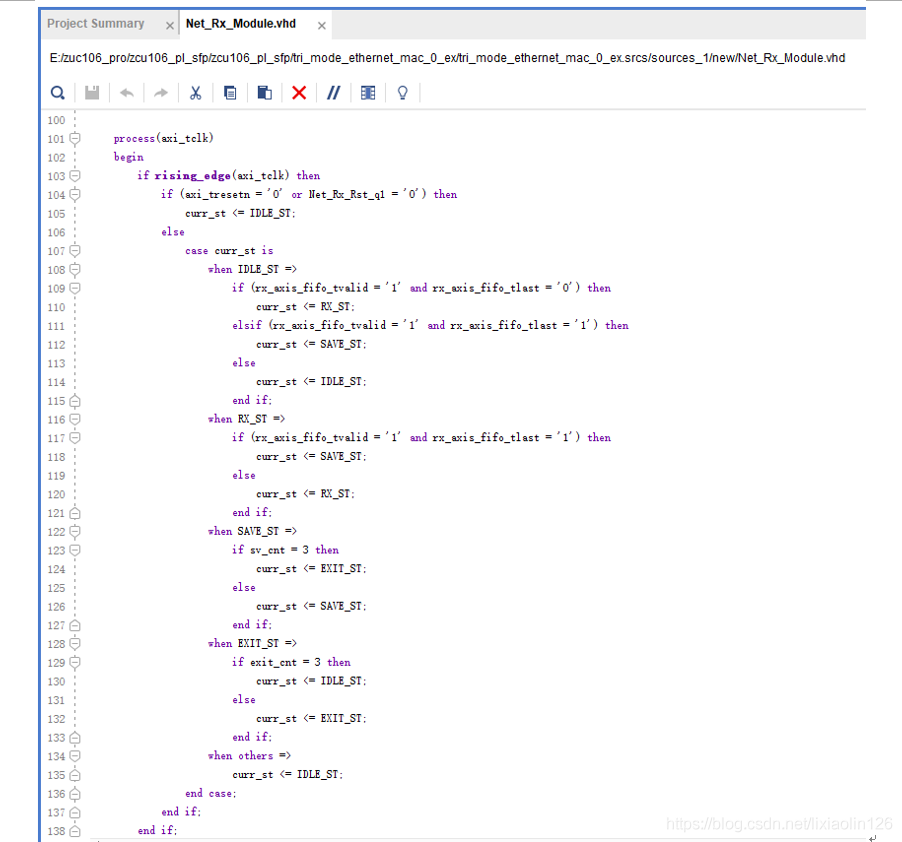 Project Summary × Net_Rx_Module.vhd ×
E:/zuc106_pro/zcu106_pl_sfp/zcu106_pl_sfp/tri_mode_ethernet_mac_0_ex/tri_mode_ethernet_mac_0_ex.srcs/sources_1/new/Net_Rx_Module.vhd
100
101 process(axi_tclk)
102 begin
103 if rising_edge(axi_tclk) then
104 if (axi_tresetn = '0' or Net_Rx_Rst_q1 = '0') then
105 curr_st <= IDLE_ST;
106 else
107 case curr_st is
108 when IDLE_ST =>
109 if (rx_axis_fifo_tvalid = '1' and rx_axis_fifo_tlast = '0') then
110 curr_st <= RX_ST;
111 elsif (rx_axis_fifo_tvalid = '1' and rx_axis_fifo_tlast = '1') then
112 curr_st <= SAVE_ST;
113 else
114 curr_st <= IDLE_ST;
115 end if;
116 when RX_ST =>
117 if (rx_axis_fifo_tvalid = '1' and rx_axis_fifo_tlast = '1') then
118 curr_st <= SAVE_ST;
119 else
120 curr_st <= RX_ST;
121 end if;
122 when SAVE_ST =>
123 if sv_cnt = 3 then
124 curr_st <= EXIT_ST;
125 else
126 curr_st <= SAVE_ST;
127 end if;
128 when EXIT_ST =>
129 if exit_cnt = 3 then
130 curr_st <= IDLE_ST;
131 else
132 curr_st <= EXIT_ST;
133 end if;
134 when others =>
135 curr_st <= IDLE_ST;
136 end case;
137 end if;
138 end if;
https://blog.csdn.net/lixiaolin126